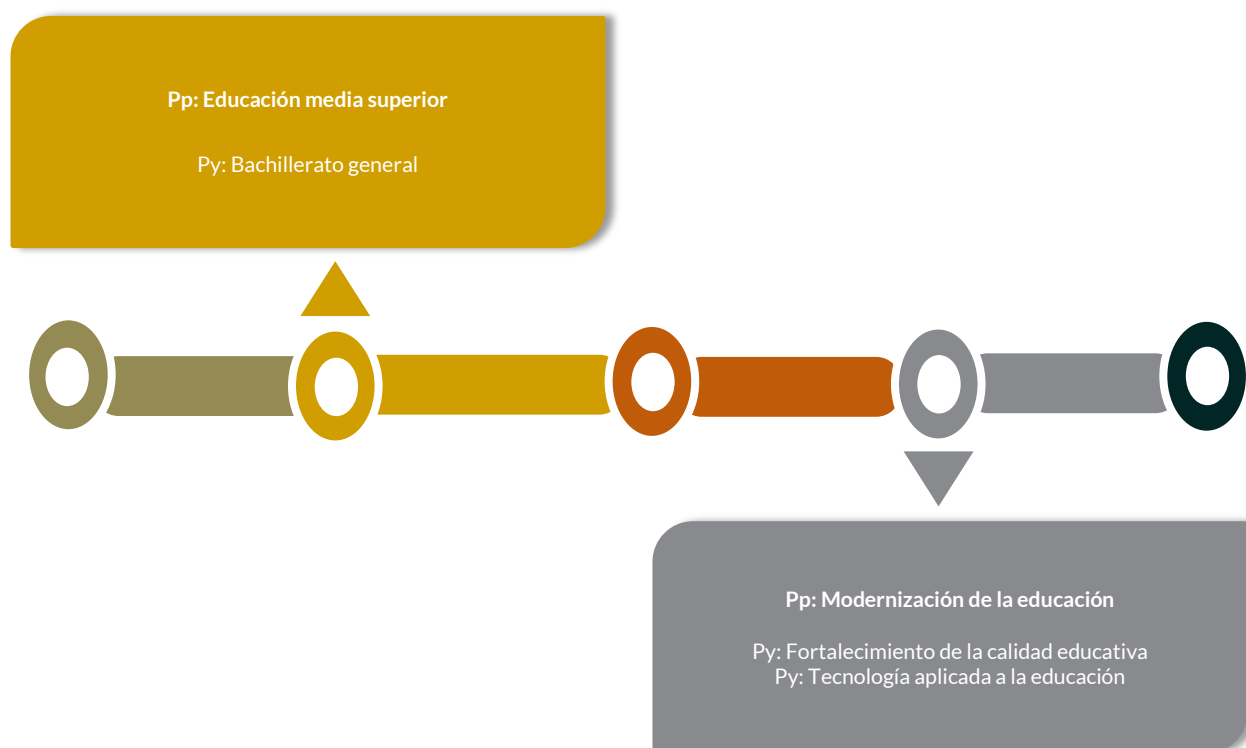 Pp: Educación media superior
Py: Bachillerato general
Pp: Modernización de la educación
Py: Fortalecimiento de la calidad educativa
Py: Tecnología aplicada a la educación